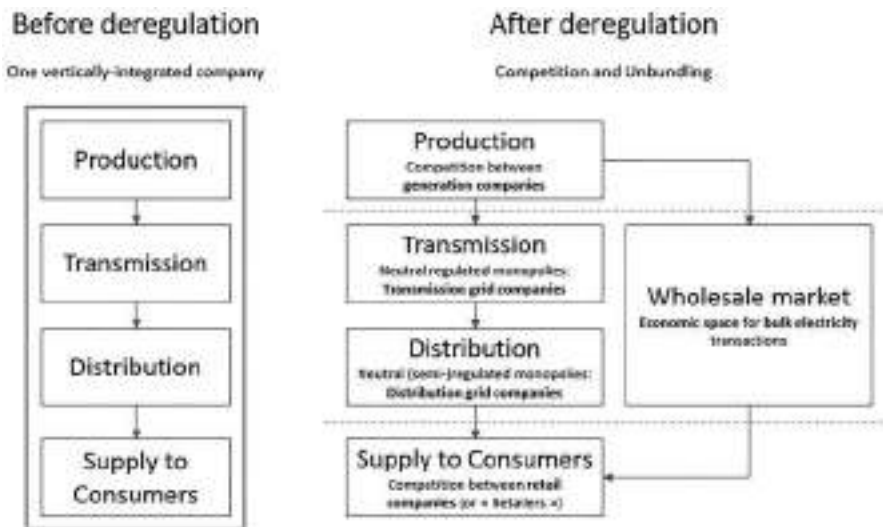 Before deregulation
One vertically-integrated company
Production
Transmission
Distribution
Supply to
Consumers
After deregulation
Competition and Unbundling
Production
Competition between
generation companies
Transmission
Neutral regulated monopolies:
Transmission grid companies
Distribution
Neutral (semi-)regulated monopolies:
Distribution grid companies
Supply to Consumers
Competition between retail
companies (or « Retailers »)
Wholesale market
Economic space for bulk electricity
transactions